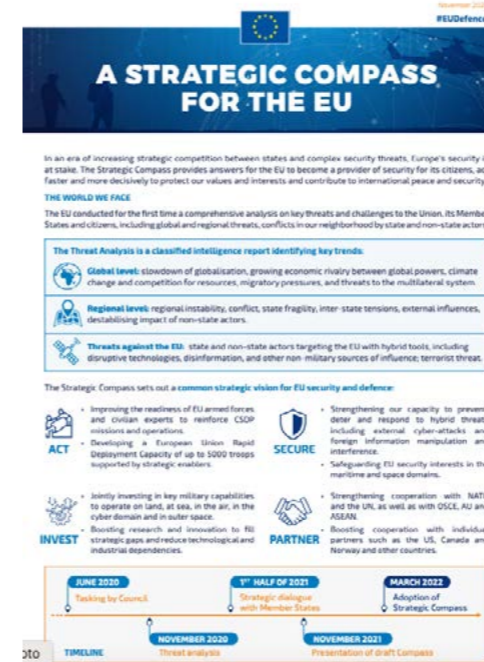 November 202
#EUDefence
A STRATEGIC COMPASS
FOR THE EU
In an era of increasing strategic competition between states and complex security threats, Europe's security i
at stake. The Strategic Compass provides answers for the EU to become a provider of security for its citizens, ac
faster and more decisively to protect our values and interests and contribute to international peace and security
THE WORLD WE FACE
The EU conducted for the first time a comprehensive analysis on key threats and challenges to the Union, its Membe
States and citizens, including global and regional threats, conflicts in our neighborhood by state and non-state actors
The Threat Analysis is a classified intelligence report identifying key trends:
Global level: slowdown of globalisation, growing economic rivalry between global powers, climate
change and competition for resources, migratory pressures, and threats to the multilateral system.
Regional level: regional instability, conflict, state fragility, inter-state tensions, external influences,
destabilising impact of non-state actors.
Threats against the EU: state and non-state actors targeting the EU with hybrid tools, including
disruptive technologies, disinformation, and other non-military sources of influence; terrorist threat.
The Strategic Compass sets out a common strategic vision for EU security and defence:
ACT
• Improving the readiness of EU armed forces
and civilian experts to reinforce CSDP
missions and operations
• Developing a European Union Rapid
Deployment Capacity of up to 5000 troops
supported by strategic enablers.
SECURE
• Strengthening our capacity to preven
deter and respond to hybrid threat
including external cyber-attacks an
foreign information manipulation an
interference.
• Safeguarding EU security interests in th
maritime and space domains.
INVEST
• Jointly investing in key military capabilities
to operate on land, at sea, in the air, in the
cyber domain and in outer space.
• Boosting research and innovation to fill
strategic gaps and reduce technological and
industrial dependencies.
PARTNER
• Strengthening cooperation with NAT
and the UN, as well as with OSCE, AU an
ASEAN.
• Boosting cooperation with individua
partners such as the US, Canada an
Norway and other countries.
JUNE 2020
Tasking by Council
1ST HALF OF 2021
Strategic dialogue
with Member States
MARCH 2022
Adoption of
Strategic Compass
oto
TIMELINE
NOVEMBER 2020
Threat analysis
NOVEMBER 2021
Presentation of draft Compass